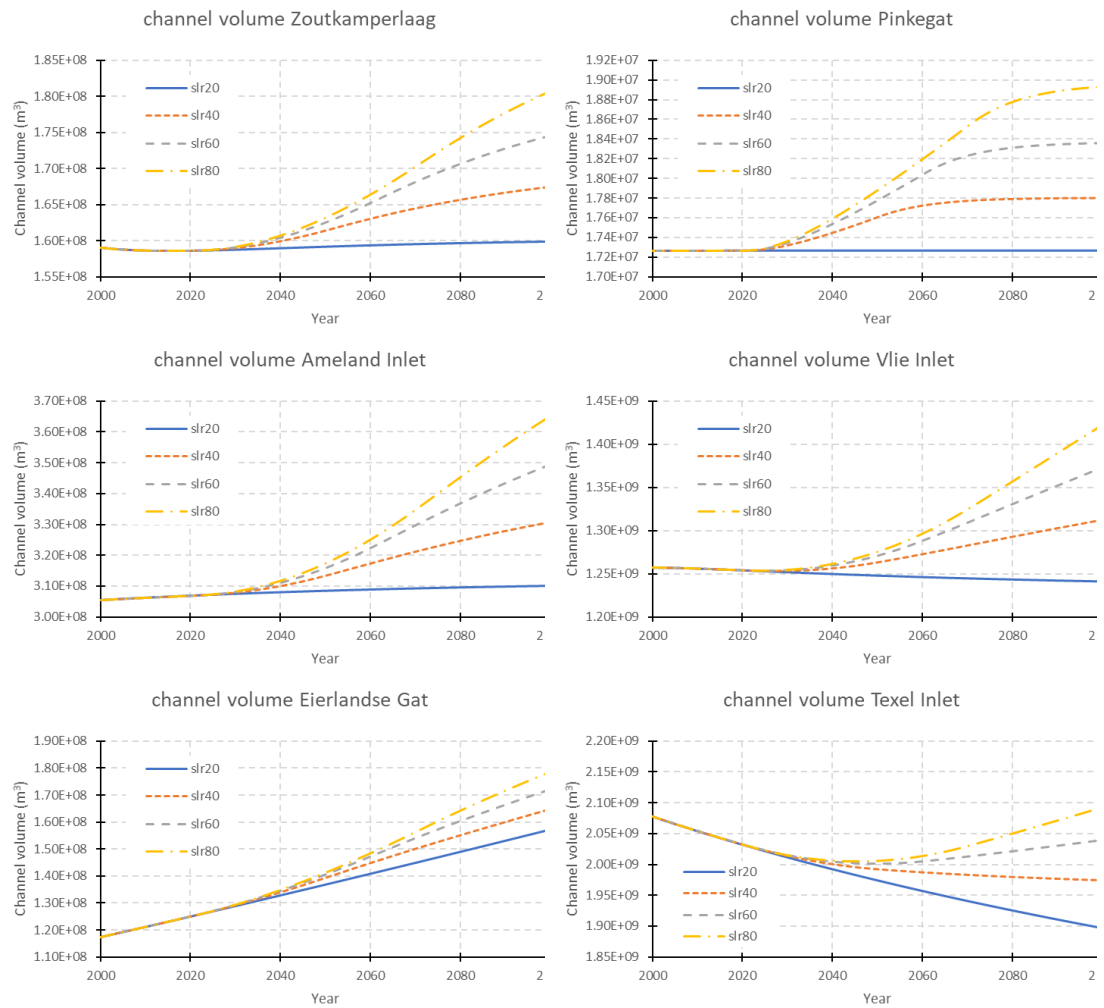 channel volume Zoutkamperlaag
1.85E+08
1.80E+08
1.75E+08
1.70E+08
1.65E+08
1.60E+08
1.55E+08
Channel volume (m³)
slr20
slr40
slr60
slr80
2000 2020 2040 2060 2080 2
Year
channel volume Pinkegat
1.92E+07
1.90E+07
1.88E+07
1.86E+07
1.84E+07
1.82E+07
1.80E+07
1.78E+07
1.76E+07
1.74E+07
1.72E+07
1.70E+07
Channel volume (m³)
slr20
slr40
slr60
slr80
2000 2020 2040 2060 2080 2
Year
channel volume Ameland Inlet
3.70E+08
3.60E+08
3.50E+08
3.40E+08
3.30E+08
3.20E+08
3.10E+08
3.00E+08
Channel volume (m³)
slr20
slr40
slr60
slr80
2000 2020 2040 2060 2080 2
Year
channel volume Vlie Inlet
1.45E+09
1.40E+09
1.35E+09
1.30E+09
1.25E+09
1.20E+09
Channel volume (m³)
slr20
slr40
slr60
slr80
2000 2020 2040 2060 2080 2
Year
channel volume Eierlandse Gat
1.90E+08
1.80E+08
1.70E+08
1.60E+08
1.50E+08
1.40E+08
1.30E+08
1.20E+08
1.10E+08
Channel volume (m³)
slr20
slr40
slr60
slr80
2000 2020 2040 2060 2080 2
Year
channel volume Texel Inlet
2.20E+09
2.15E+09
2.10E+09
2.05E+09
2.00E+09
1.95E+09
1.90E+09
1.85E+09
Channel volume (m³)
slr20
slr40
slr60
slr80
2000 2020 2040 2060 2080 2
Year